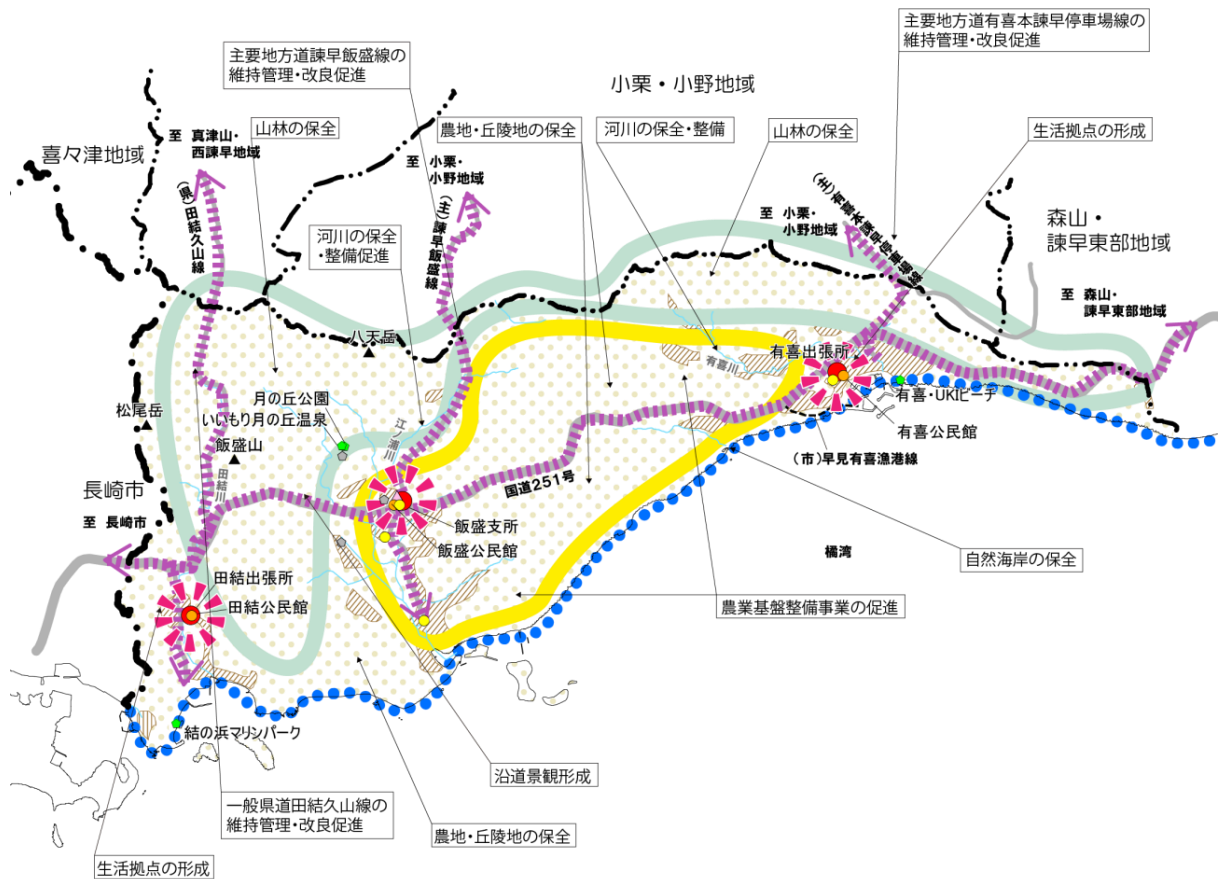 主要地方道有喜本諫早停車場線の
維持管理・改良促進
主要地方道諫早飯盛線の
維持管理・改良促進
小栗・小野地域
山林の保全
農地・丘陵地の保全
河川の保全・整備
山林の保全
生活拠点の形成
至 真津山・
西諫早地域
喜々津地域
至 小栗・
小野地域
(県)田結久山線
(主)諫早飯盛線
(主)有喜本諫早停車場線
至 小栗・
小野地域
森山・
諫早東部地域
河川の保全
・整備促進
至 森山・
諫早東部地域
八天岳
有喜川
有喜出張所
月の丘公園
いいもり月の丘温泉
松尾岳
飯盛山
江ノ浦川
田結川
有喜・UKIビーチ
有喜公民館
(市)早見有喜漁港線
国道251号
長崎市
至 長崎市
飯盛支所
飯盛公民館
橘湾
自然海岸の保全
田結出張所
田結公民館
農業基盤整備事業の促進
結の浜マリンパーク
沿道景観形成
一般県道田結久山線の
維持管理・改良促進
農地・丘陵地の保全
生活拠点の形成